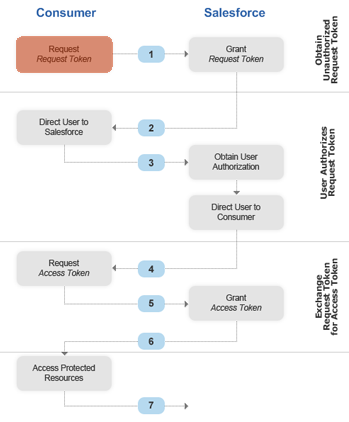 Consumer
Salesforce
Request
Request Token
1
Grant
Request Token
Obtain
Unauthorized
Request Token
Direct User to
Salesforce
2
3
Obtain User
Authorization
User Authorizes
Request Token
Direct User to
Consumer
Request
Access Token
4
5
Grant
Access Token
Exchange
Request Token
for Access Token
6
Access Protected
Resources
7